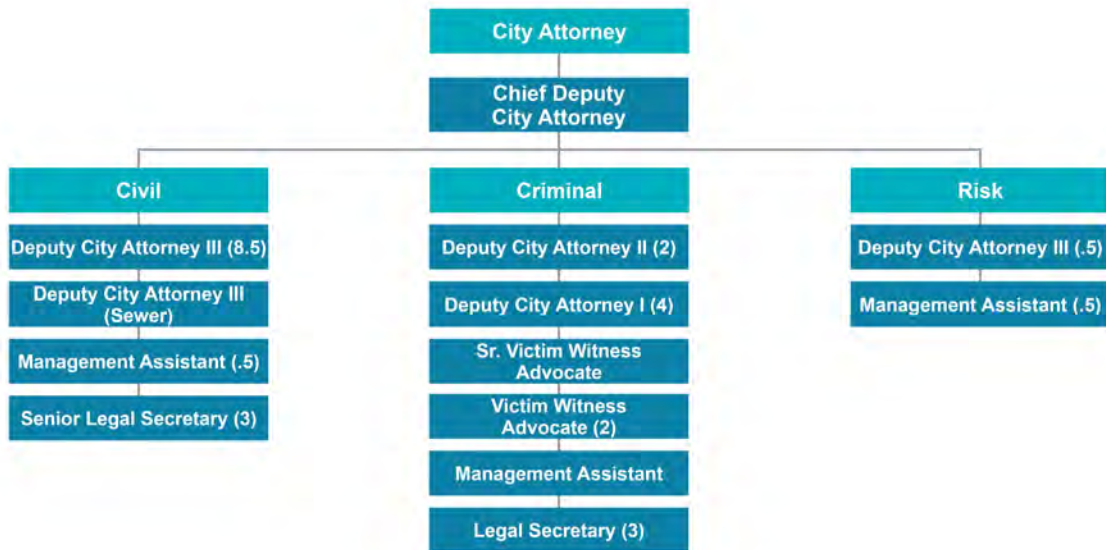 City Attorney
Chief Deputy
City Attorney
Civil
Deputy City Attorney III (8.5)
Deputy City Attorney III
(Sewer)
Management Assistant (.5)
Senior Legal Secretary (3)
Criminal
Deputy City Attorney II (2)
Deputy City Attorney I (4)
Sr. Victim Witness
Advocate
Victim Witness
Advocate (2)
Management Assistant
Legal Secretary (3)
Risk
Deputy City Attorney III (.5)
Management Assistant (.5)